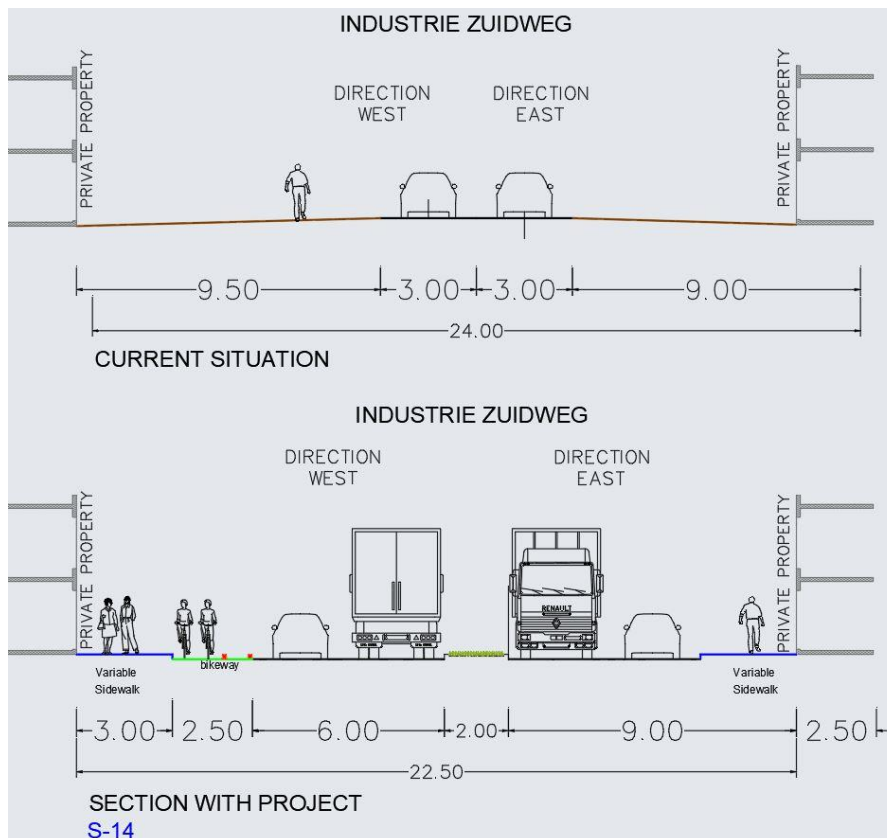 INDUSTRIE ZUIDWEG
DIRECTION
WEST
DIRECTION
EAST
PRIVATE PROPERTY
PRIVATE PROPERTY
9.50
3.00
3.00
9.00
24.00
CURRENT SITUATION
INDUSTRIE ZUIDWEG
DIRECTION
WEST
DIRECTION
EAST
PRIVATE PROPERTY
PRIVATE PROPERTY
RENAULT
bikeway
Variable
Sidewalk
Variable
Sidewalk
3.00
2.50
6.00
2.00
9.00
2.50
22.50
SECTION WITH PROJECT
S-14